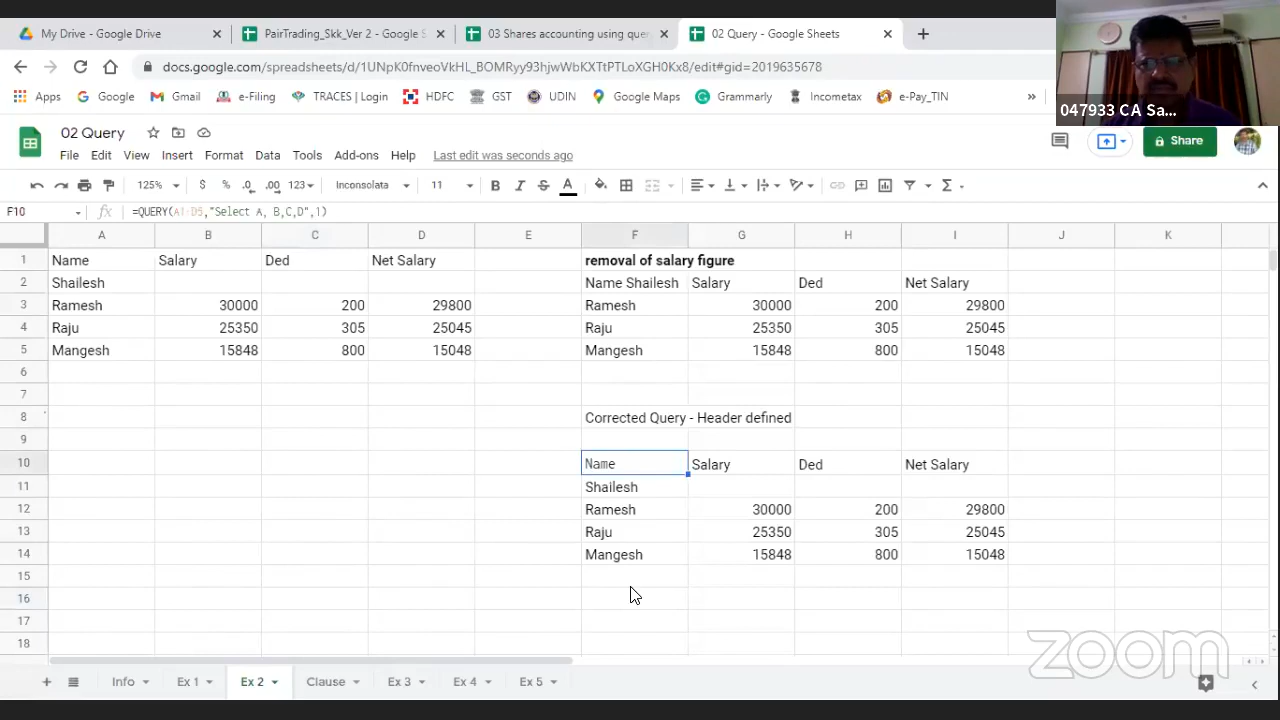 My Drive - Google Drive
PairTrading_Skk_Ver 2 - Google S
03 Shares accounting using que
02 Query - Google Sheets
docs.google.com/spreadsheets/d/1UNpK0fnveoVkHL_BOMRyy93hjwWbKXTtPTLoXGH0Kx8/edit#gid=2019635678
Apps Google Gmail e-Filing TRACES | Login HDFC GST UDIN Google Maps Grammarly Incometax e-Pay_TIN »
047933 CA Sa...
02 Query
File Edit View Insert Format Data Tools Add-ons Help Last edit was seconds ago
Share
125% $ % .0 .00 123 Inconsolata 11 B I S A Σ
F10 fx =QUERY(A1:D5,"Select A, B,C,D",1)
A B C D E F G H I J K
1 Name Salary Ded Net Salary removal of salary figure
2 Shailesh Name Shailesh Salary Ded Net Salary
3 Ramesh 30000 200 29800 Ramesh 30000 200 29800
4 Raju 25350 305 25045 Raju 25350 305 25045
5 Mangesh 15848 800 15048 Mangesh 15848 800 15048
6
7
8 Corrected Query - Header defined
9
10 Name Salary Ded Net Salary
11 Shailesh
12 Ramesh 30000 200 29800
13 Raju 25350 305 25045
14 Mangesh 15848 800 15048
15
16
17
18
zoom
Info Ex 1 Ex 2 Clause Ex 3 Ex 4 Ex 5